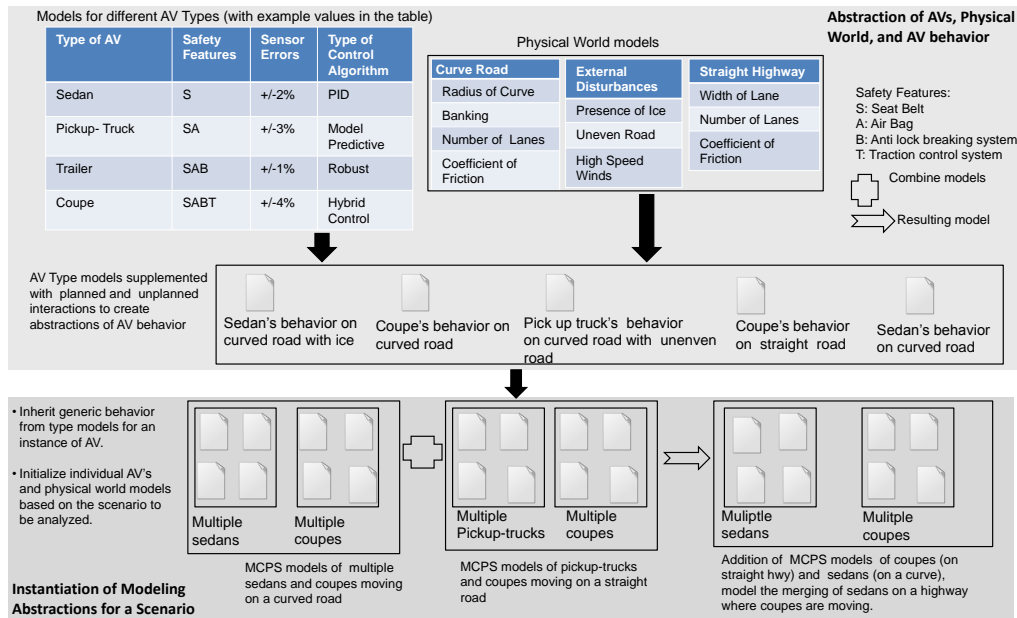 Models for different AV Types (with example values in the table)
Type of AV
Safety
Features
Sensor
Errors
Type of
Control
Algorithm
Sedan
S
+/-2%
PID
Pickup- Truck
SA
+/-3%
Model
Predictive
Trailer
SAB
+/-1%
Robust
Coupe
SABT
+/-4%
Hybrid
Control
Physical World models
Curve Road
Radius of Curve
Banking
Number of Lanes
Coefficient of
Friction
External
Disturbances
Presence of Ice
Uneven Road
High Speed
Winds
Straight Highway
Width of Lane
Number of Lanes
Coefficient of
Friction
Abstraction of AVs, Physical
World, and AV behavior
Safety Features:
S: Seat Belt
A: Air Bag
B: Anti lock breaking system
T: Traction control system
Combine models
Resulting model
AV Type models supplemented
with planned and unplanned
interactions to create
abstractions of AV behavior
Sedan's behavior on
curved road with ice
Coupe's behavior on
curved road
Pick up truck's behavior
on curved road with unenven
road
Coupe's behavior
on straight road
Sedan's behavior
on curved road
• Inherit generic behavior
from type models for an
instance of AV.
• Initialize individual AV's
and physical world models
based on the scenario to
be analyzed.
Multiple
sedans
Multiple
coupes
Multiple
Pickup-trucks
Multiple
coupes
Muliptle
sedans
Mulitple
coupes
MCPS models of multiple
sedans and coupes moving
on a curved road
MCPS models of pickup-trucks
and coupes moving on a straight
road
Addition of MCPS models of coupes (on
straight hwy) and sedans (on a curve),
model the merging of sedans on a highway
where coupes are moving.
Instantiation of Modeling
Abstractions for a Scenario